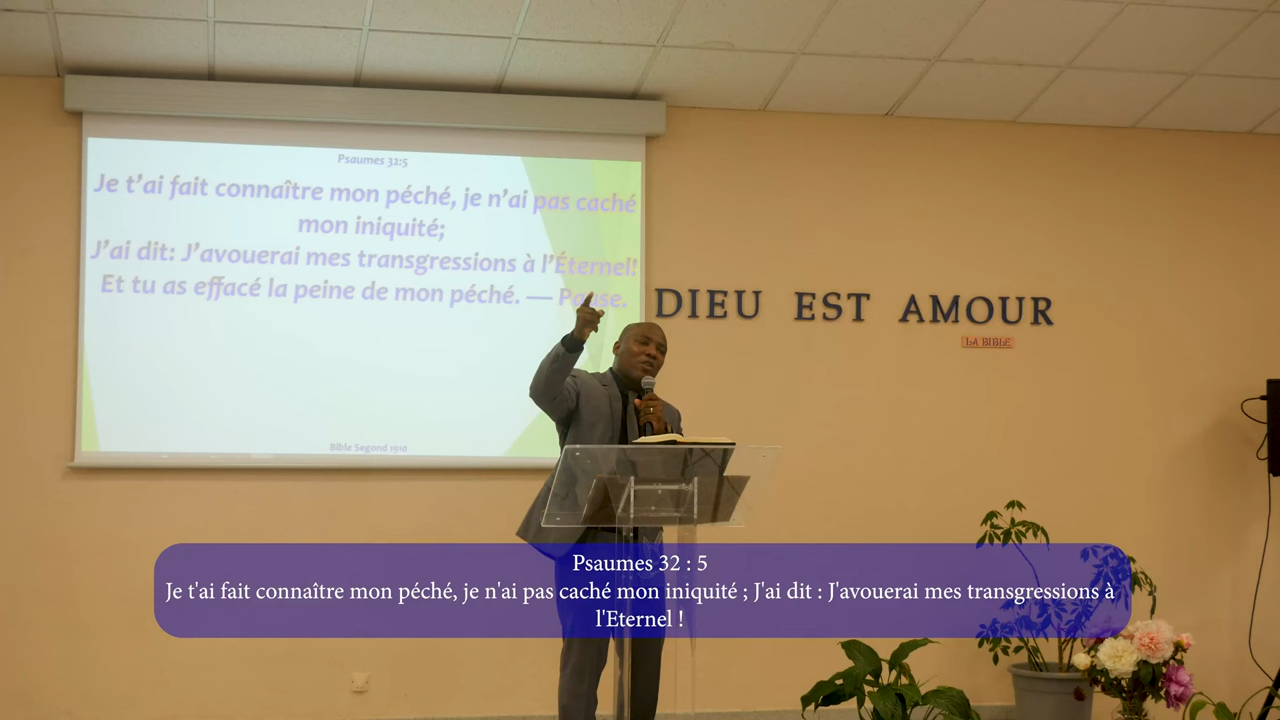 Psaumes 32:5
Je t'ai fait connaître mon péché, je n'ai pas caché
mon iniquité;
J'ai dit: J'avouerai mes transgressions à l'Éternel!
Et tu as effacé la peine de mon péché. — Pause.
Bible Segond 1910
DIEU EST AMOUR
LA BIBLE
Psaumes 32 : 5
Je t'ai fait connaître mon péché, je n'ai pas caché mon iniquité ; J'ai dit : J'avouerai mes transgressions à
l'Eternel !